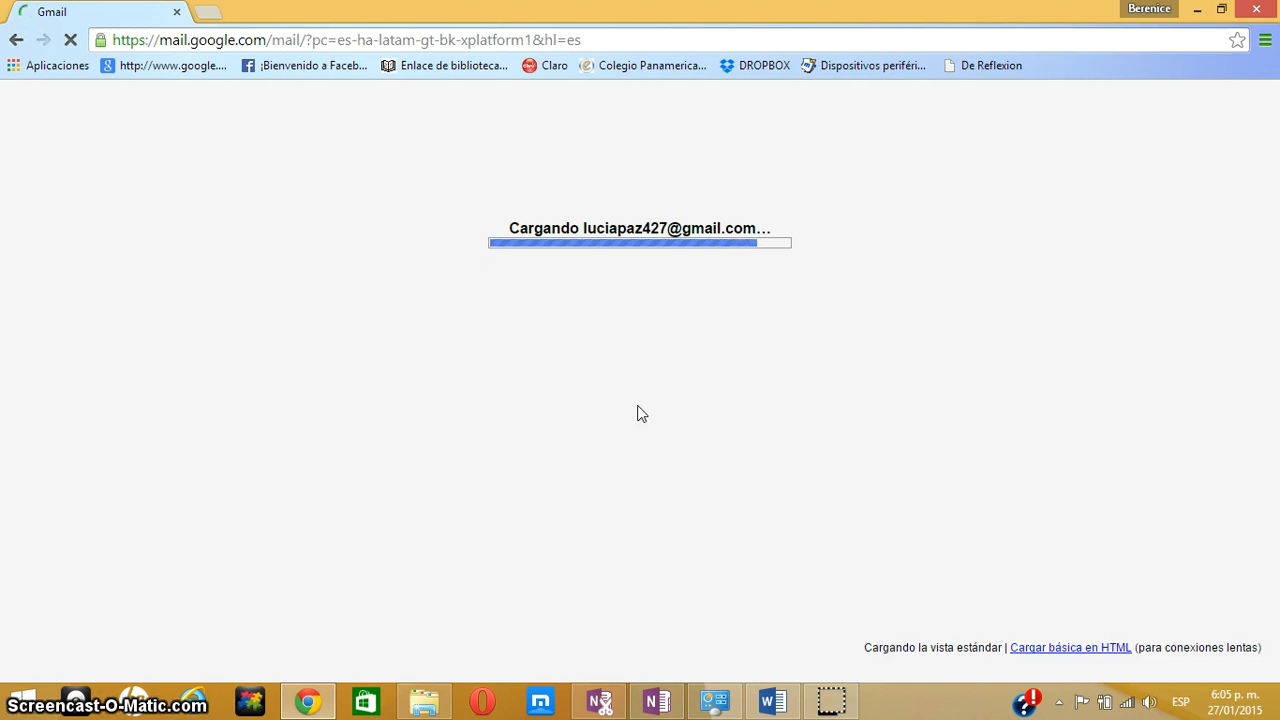 Gmail
Berenice
https://mail.google.com/mail/?pc=es-ha-latam-gt-bk-xplatform1&hl=es
Aplicaciones http://www.google.... ¡Bienvenido a Faceb... Enlace de biblioteca... Claro Colegio Panamerica... DROPBOX Dispositivos periféri... De Reflexion
Cargando luciapaz427@gmail.com...
Cargando la vista estándar | Cargar básica en HTML (para conexiones lentas)
Screencast-O-Matic.com
ESP
6:05 p. m.
27/01/2015